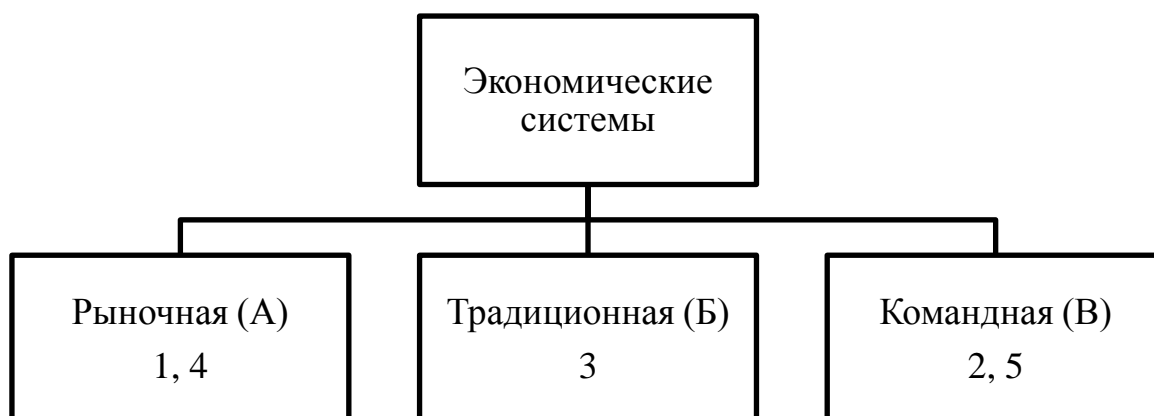 Экономические
системы
Рыночная (А)
1, 4
Традиционная (Б)
3
Командная (В)
2, 5